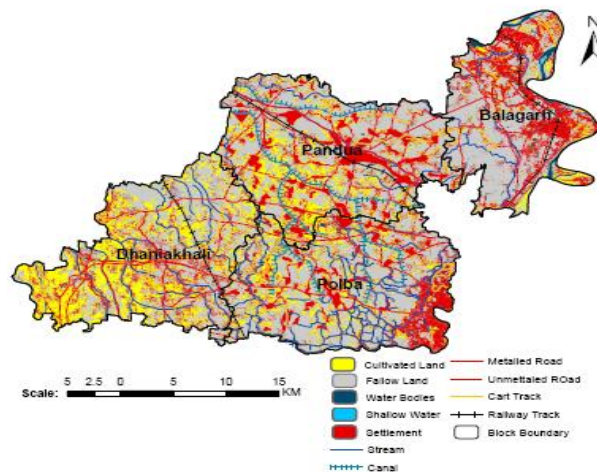 N
Balagarh
Pandua
Dhaniakhali
Polba
Scale: 5 2.5 0 5 10 15 KM
Cultivated Land
Fallow Land
Water Bodies
Shallow Water
Settlement
Stream
Canal
Metalled Road
Unmettaled ROad
Cart Track
Railway Track
Block Boundary